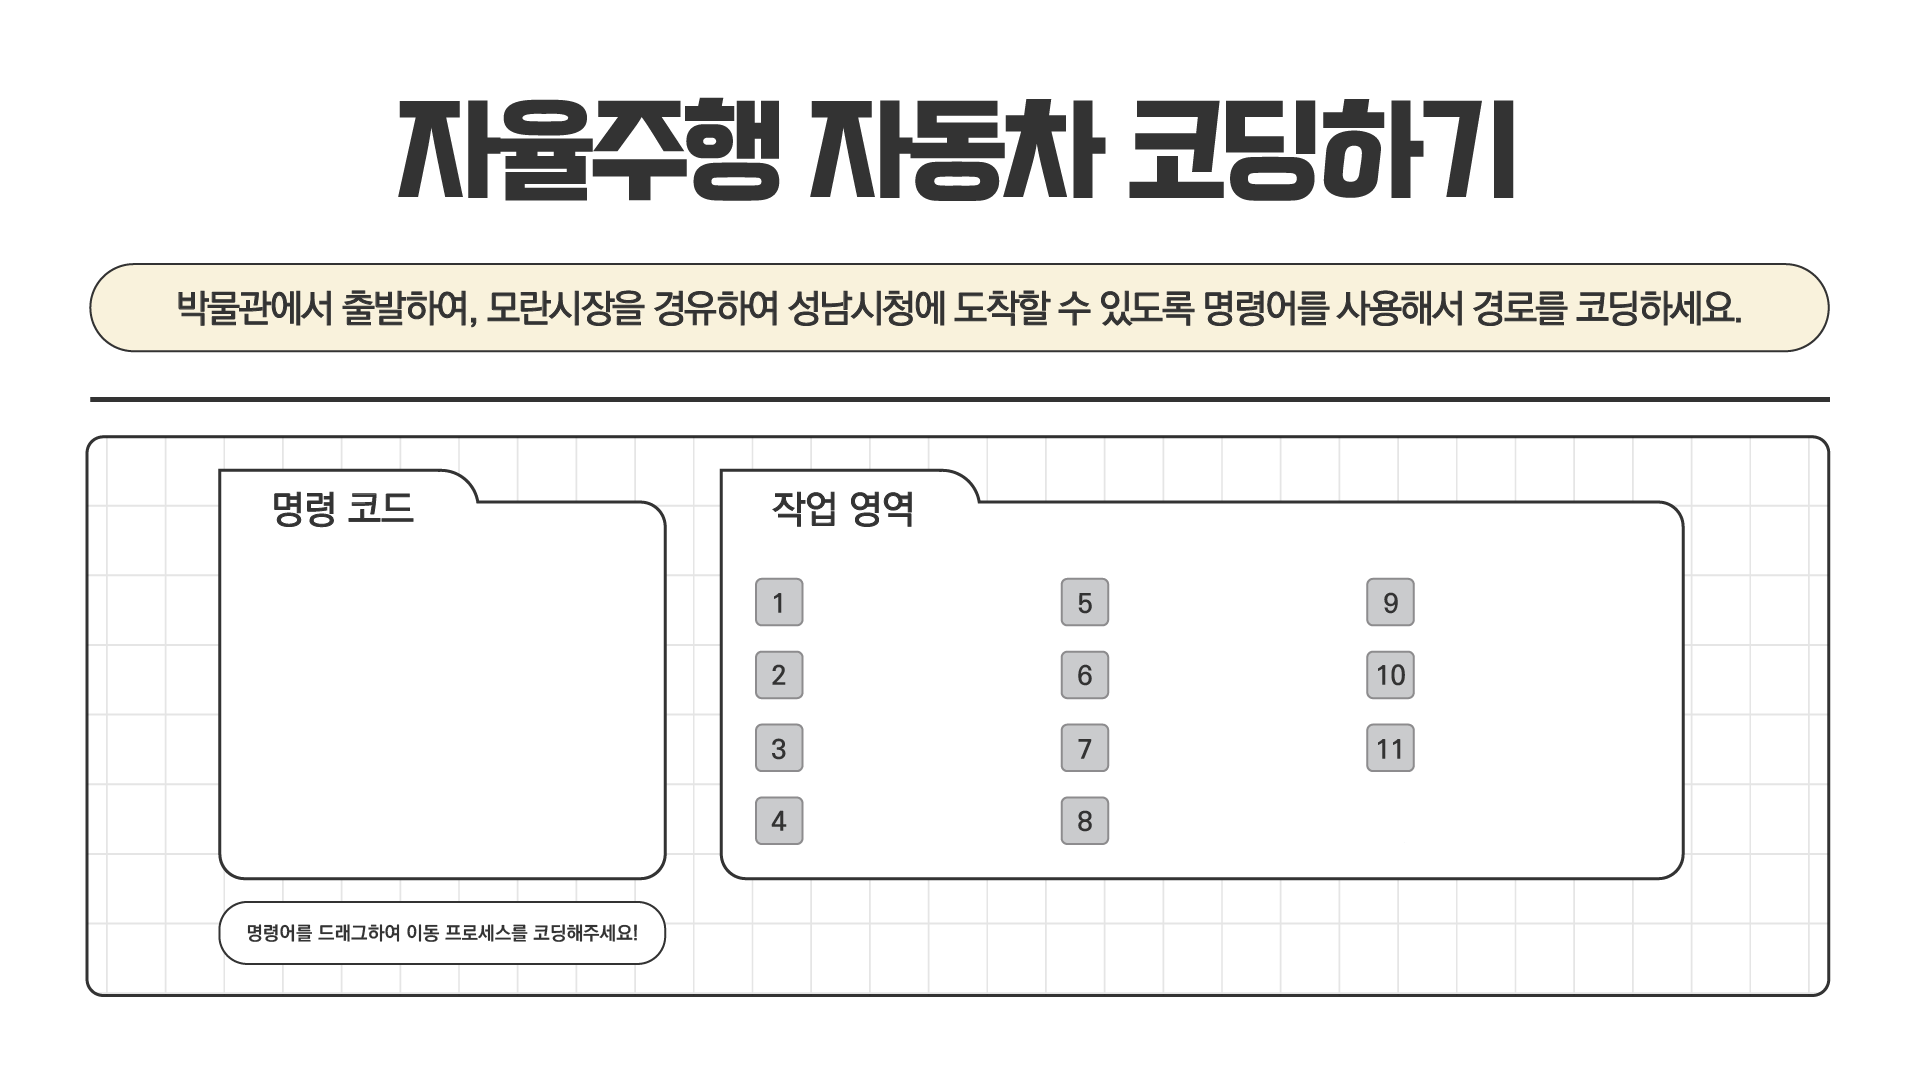 자율주행 자동차 코딩하기
박물관에서 출발하여, 모란시장을 경유하여 성남시청에 도착할 수 있도록 명령어를 사용해서 경로를 코딩하세요.
명령 코드
작업 영역
1
2
3
4
5
6
7
8
9
10
11
명령어를 드래그하여 이동 프로세스를 코딩해주세요!